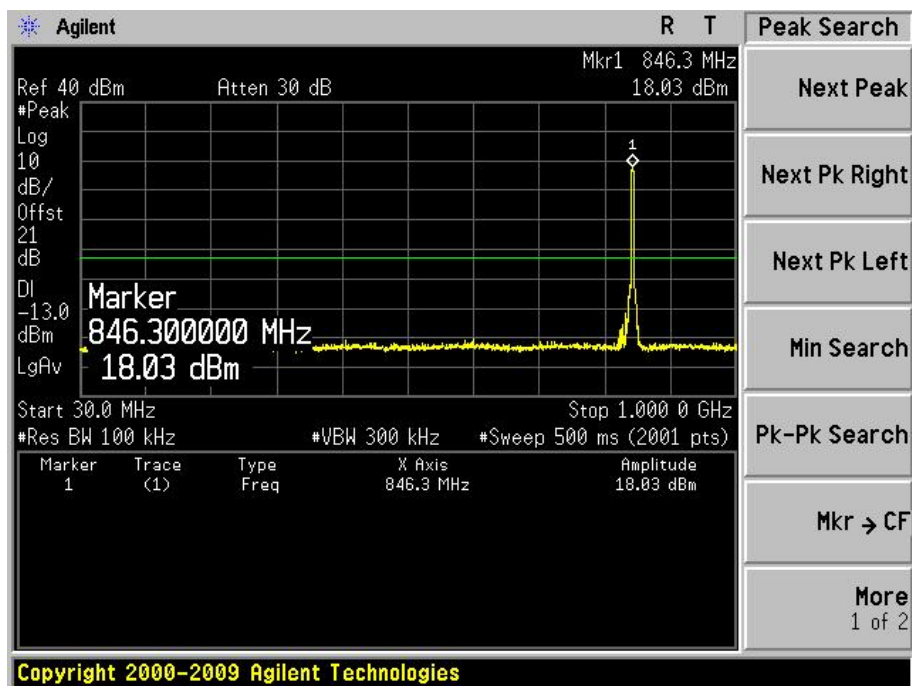 Agilent R T Peak Search
Mkr1 846.3 MHz
Ref 40 dBm Atten 30 dB 18.03 dBm
#Peak
Log
10
dB/
Offst
21
dB
DI
-13.0
dBm
LgAv
1
Marker
846.300000 MHz
18.03 dBm
Start 30.0 MHz Stop 1.000 0 GHz
#Res BW 100 kHz #VBW 300 kHz #Sweep 500 ms (2001 pts)
Marker Trace Type X Axis Amplitude
1 (1) Freq 846.3 MHz 18.03 dBm
Next Peak
Next Pk Right
Next Pk Left
Min Search
Pk-Pk Search
Mkr → CF
More
1 of 2
Copyright 2000-2009 Agilent Technologies